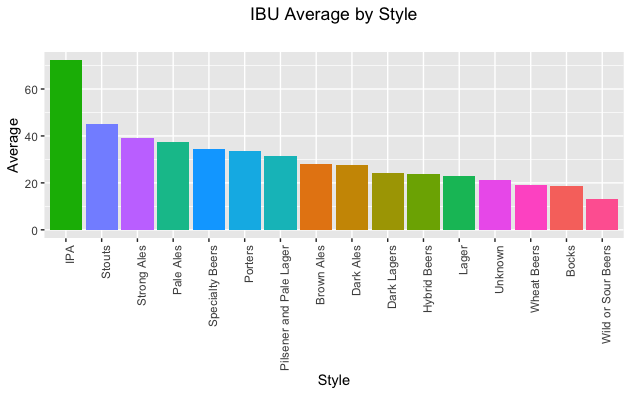 IBU Average by Style
Average
60
40
20
0
IPA
Stouts
Strong Ales
Pale Ales
Specialty Beers
Porters
Pilsener and Pale Lager
Brown Ales
Dark Ales
Dark Lagers
Hybrid Beers
Lager
Unknown
Wheat Beers
Bocks
Wild or Sour Beers
Style